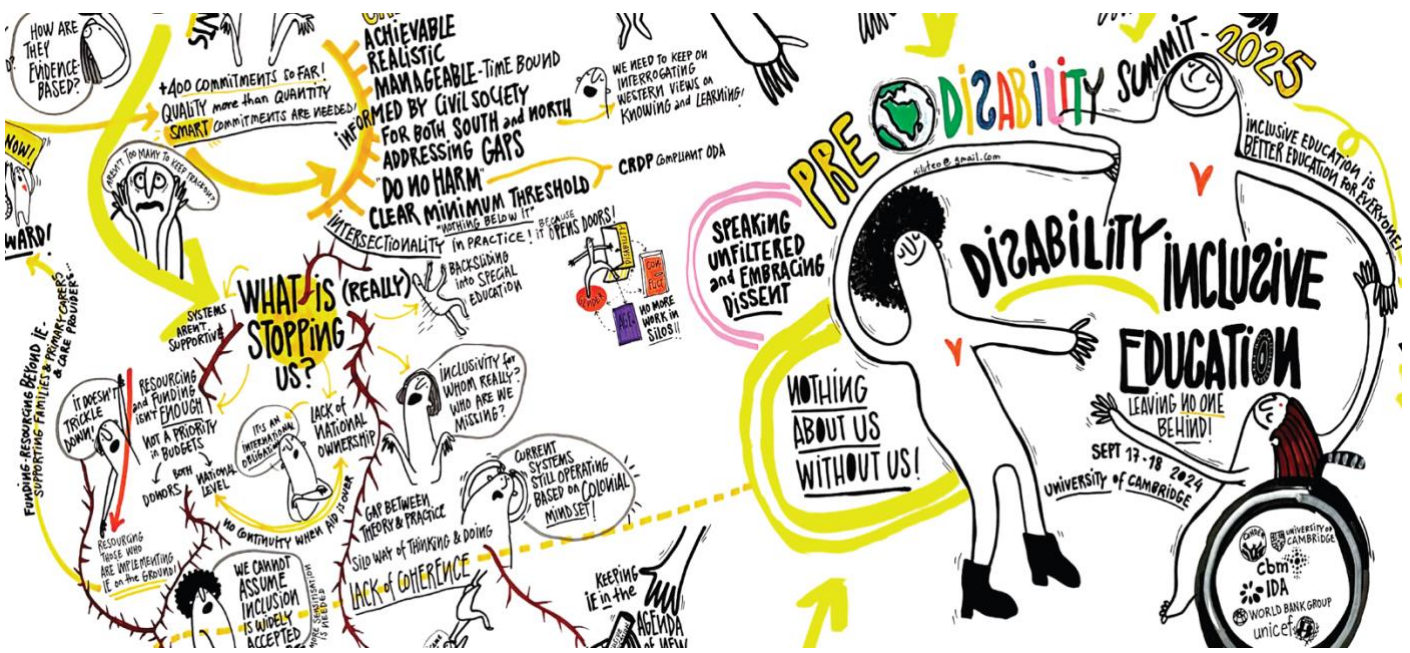 HOW ARE
THEY
EVIDENCE-
BASED?
+400 COMMITMENTS SO FAR!
QUALITY more than QUANTITY
SMART COMMITMENTS ARE NEEDED!
NOW!
AREN'T TOO MANY TO KEEP TRACK OF?
ACHIEVABLE
REALISTIC
MANAGEABLE-TIME BOUND
INFORMED BY CIVIL SOCIETY
FOR BOTH SOUTH and NORTH
ADDRESSING GAPS
"DO NO HARM"
CLEAR MINIMUM THRESHOLD
"NOTHING BELOW IT"
CRDP COMPLIANT ODA
WE NEED TO KEEP ON
INTERROGATING
WESTERN VIEWS on
KNOWING and LEARNING!
INTERSECTIONALITY in PRACTICE! IT BECAUSE
OPENS DOORS!
BACKSLIDING
into SPECIAL
EDUCATION
DISABILITY
GENDER
CON
FLICT
AGE
NO MORE
WORK in
SILOS!!
WARD!
FUNDING-RESOURCING BEYOND IE-
SUPPORTING FAMILIES & PRIMARY CARERS
& CARE PROVIDERS...
WHAT IS (REALLY)
STOPPING
US?
SYSTEMS
AREN'T
SUPPORTIVE
IT DOESN'T
TRICKLE
DOWN!
RESOURCING
and FUNDING
isn't ENOUGH
NOT A PRIORITY
in BUDGETS
BOTH
DONORS
NATIONAL
LEVEL
RESOURCING
THOSE WHO
ARE IMPLEMENTING
IE on the GROUND!
IT'S AN
INTERNATIONAL
OBLIGATION!
LACK of
NATIONAL
OWNERSHIP
NO CONTINUITY WHEN AID IS OVER
INCLUSIVITY for
WHOM REALLY?
WHO ARE WE
MISSING?
GAP BETWEEN
THEORY & PRACTICE
SILO WAY of THINKING & DOING
LACK of COHERENCE
CURRENT
SYSTEMS
STILL OPERATING
BASED on COLONIAL
MINDSET!
WE CANNOT
ASSUME
INCLUSION
IS WIDELY
ACCEPTED
MORE SENSITISATION
IS NEEDED
KEEPING
IE in the
AGENDA
of NEW
PRE DISABILITY SUMMIT-2025
SPEAKING
UNFILTERED
and EMBRACING
DISSENT
INCLUSIVE EDUCATION IS
BETTER EDUCATION FOR EVERYONE!
DISABILITY INCLUSIVE
EDUCATION
LEAVING NO ONE
BEHIND!
SEPT 17-18 2024
UNIVERSITY of CAMBRIDGE
NOTHING
ABOUT US
WITHOUT US!
UNIVERSITY OF
CAMBRIDGE
cbm
IDA
WORLD BANK GROUP
unicef